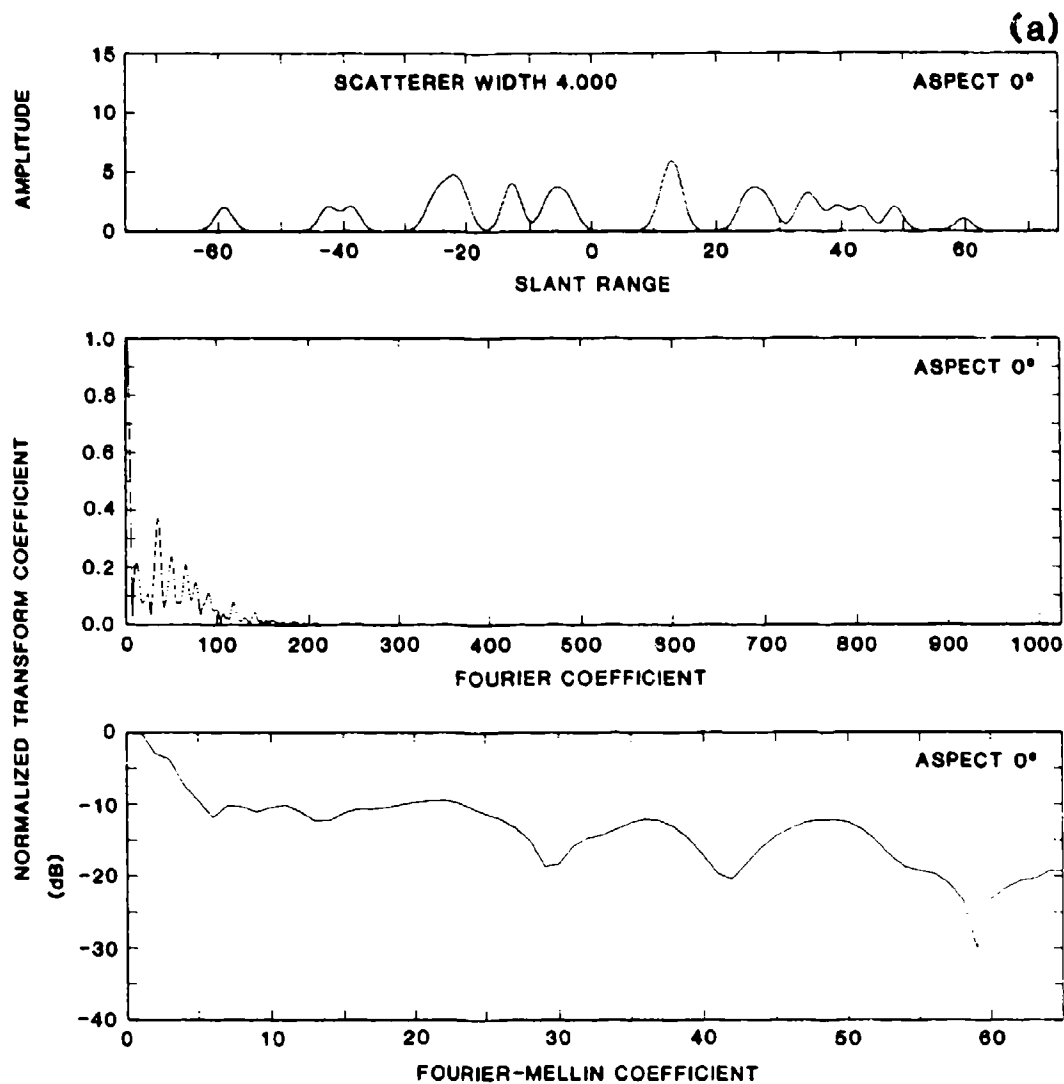 (a)
15
SCATTERER WIDTH 4.000 ASPECT 0°
10
AMPLITUDE
5
0
-60 -40 -20 0 20 40 60
SLANT RANGE
1.0
ASPECT 0°
0.8
0.6
0.4
0.2
0.0
0 100 200 300 400 500 600 700 800 900 1000
FOURIER COEFFICIENT
NORMALIZED TRANSFORM COEFFICIENT
(dB)
0
ASPECT 0°
-10
-20
-30
-40
0 10 20 30 40 50 60
FOURIER-MELLIN COEFFICIENT